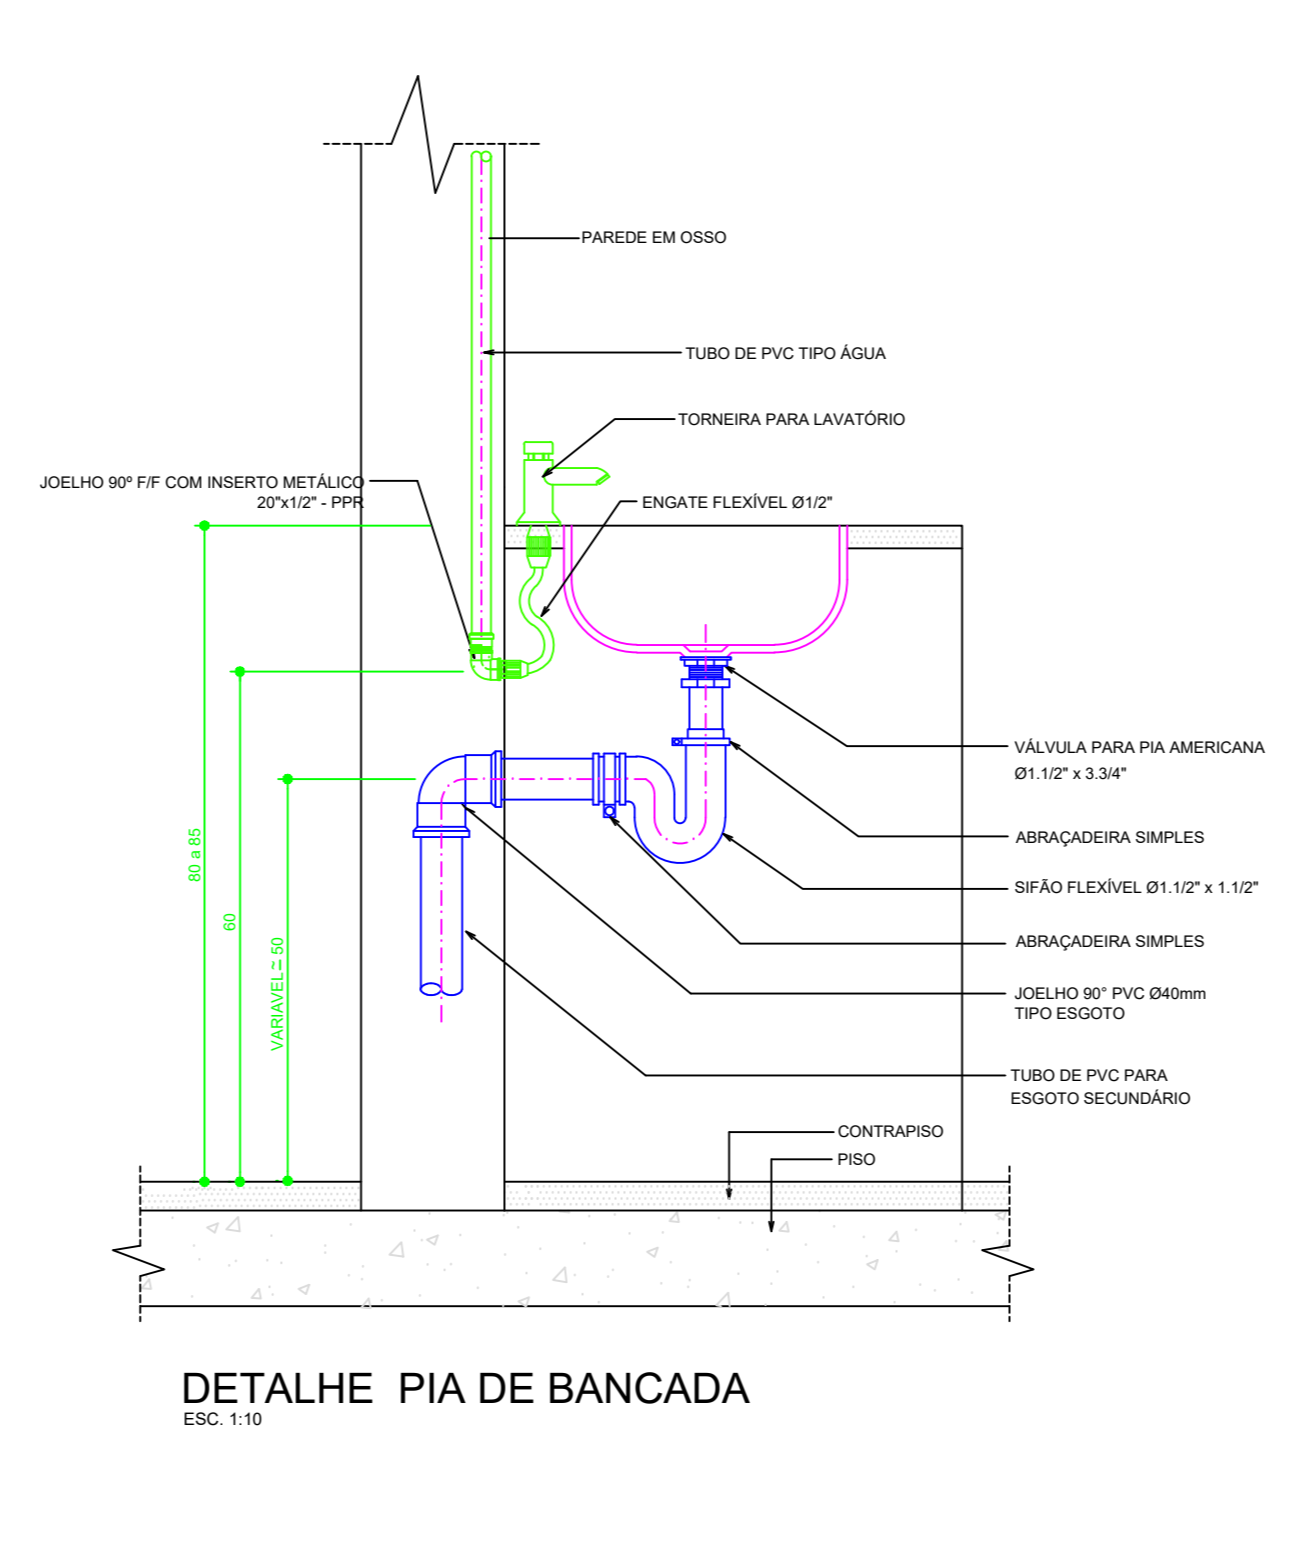 PAREDE EM OSSO
TUBO DE PVC TIPO ÁGUA
TORNEIRA PARA LAVATÓRIO
JOELHO 90º F/F COM INSERTO METÁLICO
20"x1/2" - PPR
ENGATE FLEXÍVEL Ø1/2"
VÁLVULA PARA PIA AMERICANA
Ø1.1/2" x 3.3/4"
ABRAÇADEIRA SIMPLES
SIFÃO FLEXÍVEL Ø1.1/2" x 1.1/2"
ABRAÇADEIRA SIMPLES
JOELHO 90° PVC Ø40mm
TIPO ESGOTO
TUBO DE PVC PARA
ESGOTO SECUNDÁRIO
80 a 85
60
VARIAVEL ≃ 50
CONTRAPISO
PISO
DETALHE PIA DE BANCADA
ESC. 1:10